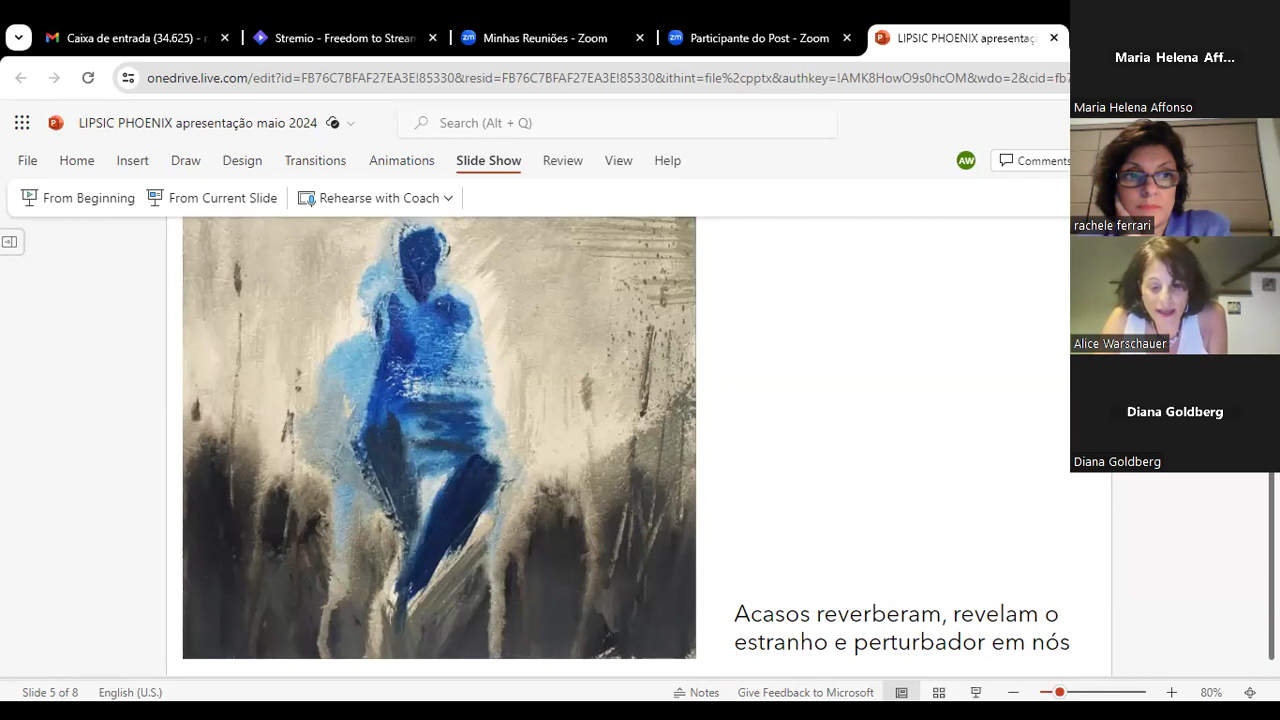 Caixa de entrada (34.625) -
Stremio - Freedom to Strean
Minhas Reuniões - Zoom
Participante do Post - Zoom
LIPSIC PHOENIX apresentaçã
onedrive.live.com/edit?id=FB76C7BFAF27EA3E!85330&resid=FB76C7BFAF27EA3E!85330&ithint=file%2cpptx&authkey=!AMK8HowO9s0hcOM&wdo=2&cid=fb7
LIPSIC PHOENIX apresentação maio 2024
Search (Alt + Q)
File Home Insert Draw Design Transitions Animations Slide Show Review View Help
AW
Comments
From Beginning From Current Slide Rehearse with Coach
Maria Helena Aff...
Maria Helena Affonso
rachele ferrari
Alice Warschauer
Diana Goldberg
Diana Goldberg
Acasos reverberam, revelam o
estranho e perturbador em nós
Slide 5 of 8 English (U.S.) Notes Give Feedback to Microsoft 80%